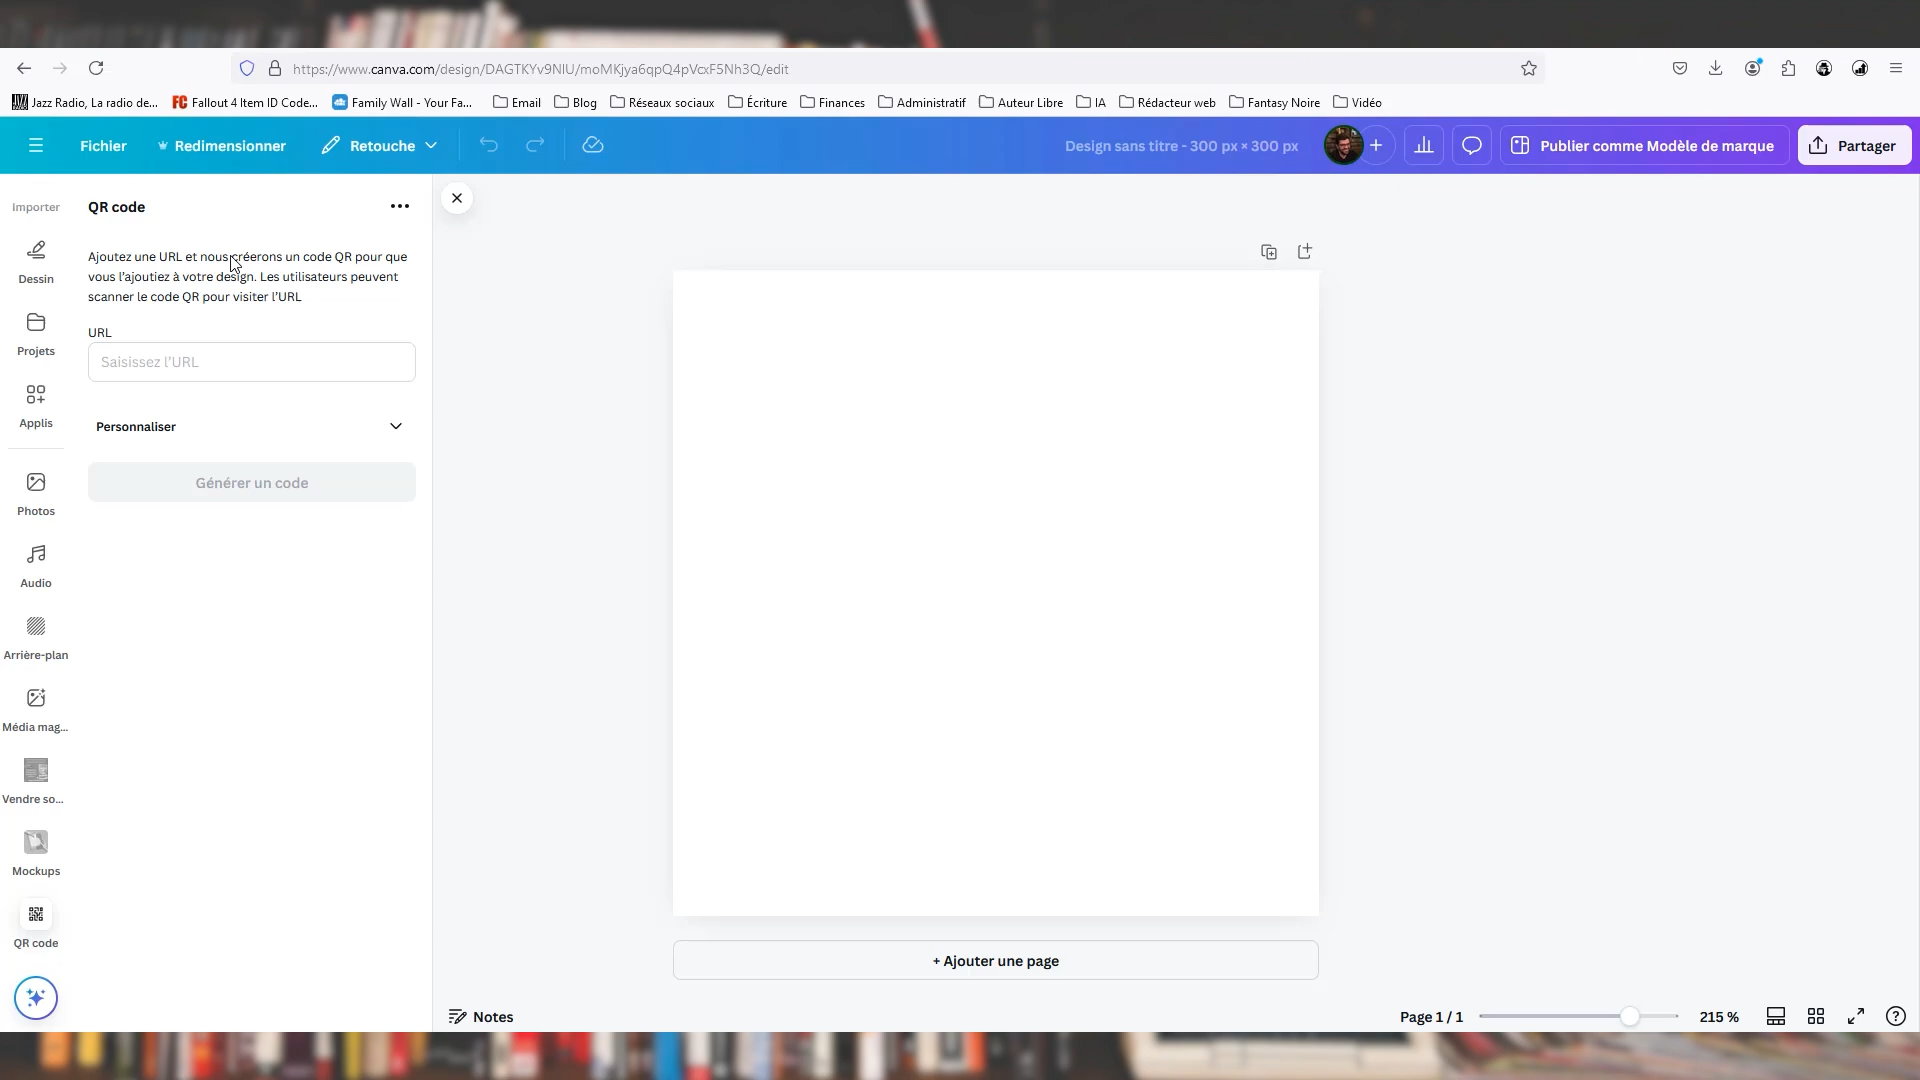 https://www.canva.com/design/DAGTKYv9NlU/moMKjya6qpQ4pVcxF5Nh3Q/edit
Jazz Radio, La radio de... Fallout 4 Item ID Code... Family Wall - Your Fa... Email Blog Réseaux sociaux Écriture Finances Administratif Auteur Libre IA Rédacteur web Fantasy Noire Vidéo
Fichier Redimensionner Retouche Design sans titre - 300 px × 300 px Publier comme Modèle de marque Partager
Importer
Dessin
Projets
Applis
Photos
Audio
Arrière-plan
Média mag...
Vendre so...
Mockups
QR code
QR code
Ajoutez une URL et nous créerons un code QR pour que
vous l'ajoutiez à votre design. Les utilisateurs peuvent
scanner le code QR pour visiter l'URL
URL
Saisissez l'URL
Personnaliser
Générer un code
+ Ajouter une page
Notes Page 1 / 1 215 %